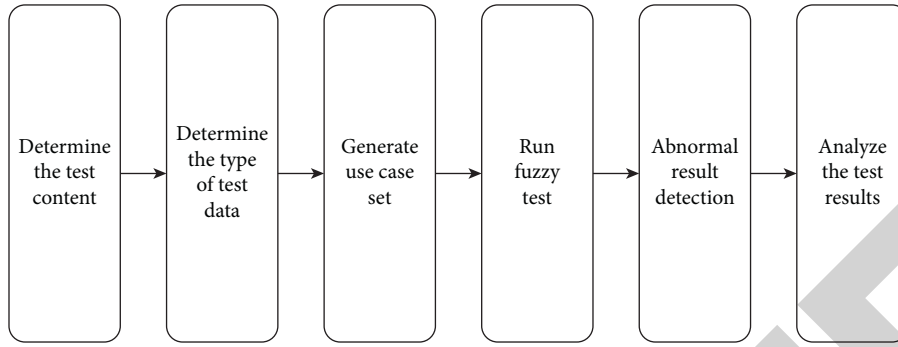 Determine
the test
content
Determine
the type
of test
data
Generate
use case
set
Run
fuzzy
test
Abnormal
result
detection
Analyze
the test
results